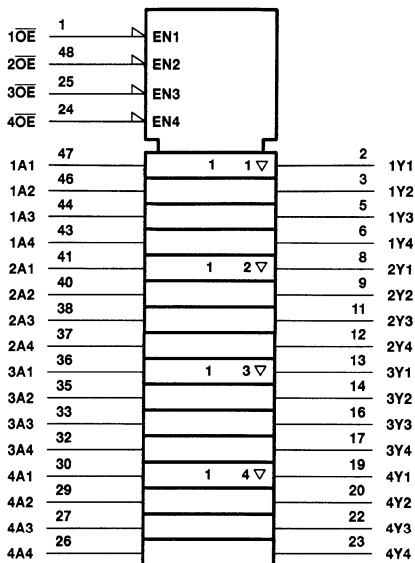 1O̅E̅ 1 EN1
2O̅E̅ 48 EN2
3O̅E̅ 25 EN3
4O̅E̅ 24 EN4
1A1 47 1 1 ▽ 2 1Y1
1A2 46 3 1Y2
1A3 44 5 1Y3
1A4 43 6 1Y4
2A1 41 1 2 ▽ 8 2Y1
2A2 40 9 2Y2
2A3 38 11 2Y3
2A4 37 12 2Y4
3A1 36 1 3 ▽ 13 3Y1
3A2 35 14 3Y2
3A3 33 16 3Y3
3A4 32 17 3Y4
4A1 30 1 4 ▽ 19 4Y1
4A2 29 20 4Y2
4A3 27 22 4Y3
4A4 26 23 4Y4